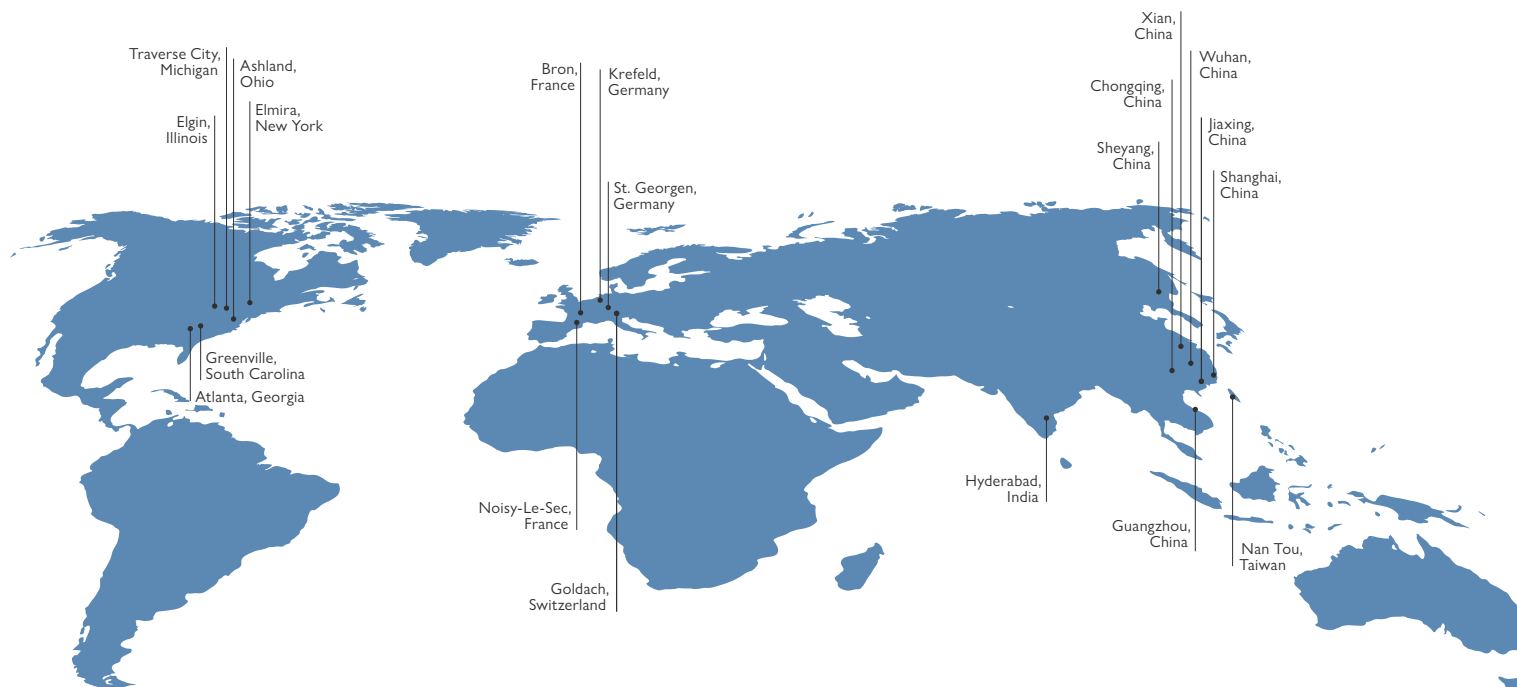 Traverse City,
Michigan
Ashland,
Ohio
Elgin,
Illinois
Elmira,
New York
Greenville,
South Carolina
Atlanta, Georgia
Bron,
France
Krefeld,
Germany
St. Georgen,
Germany
Noisy-Le-Sec,
France
Goldach,
Switzerland
Xian,
China
Wuhan,
China
Chongqing,
China
Jiaxing,
China
Sheyang,
China
Shanghai,
China
Hyderabad,
India
Guangzhou,
China
Nan Tou,
Taiwan